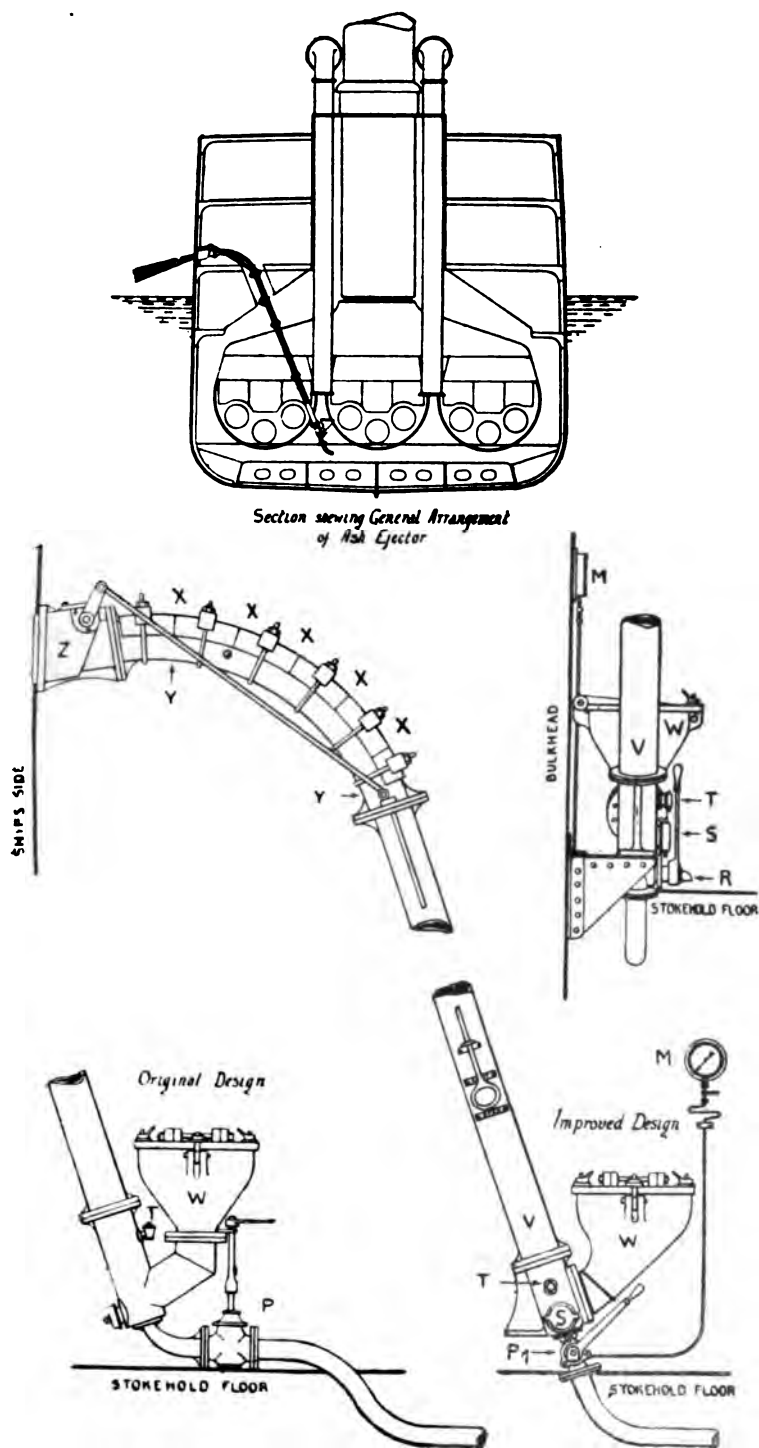 Section shewing General Arrangement
of Ash Ejector
X
X
X
X
X
Z
Y
Y
SHIPS SIDE
M
BULKHEAD
V
W
T
S
R
STOKEHOLD FLOOR
Original Design
W
T
P
STOKEHOLD FLOOR
M
Improved Design
V
W
T
S
P1
STOKEHOLD FLOOR